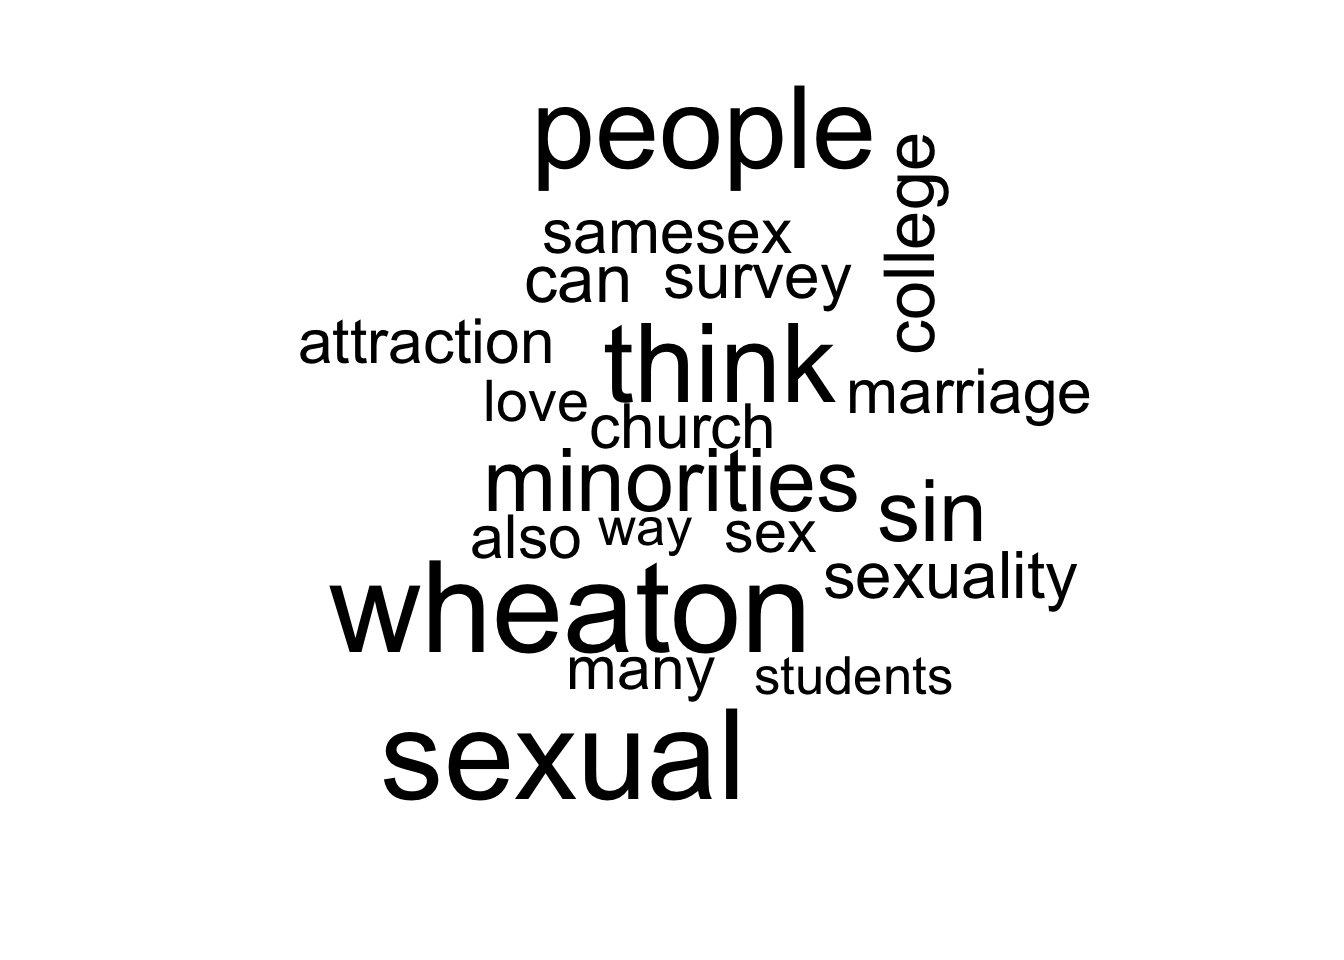 people
college
samesex
can survey
attraction
think
love
marriage
church
minorities
sin
also way sex
sexuality
wheaton
many students
sexual